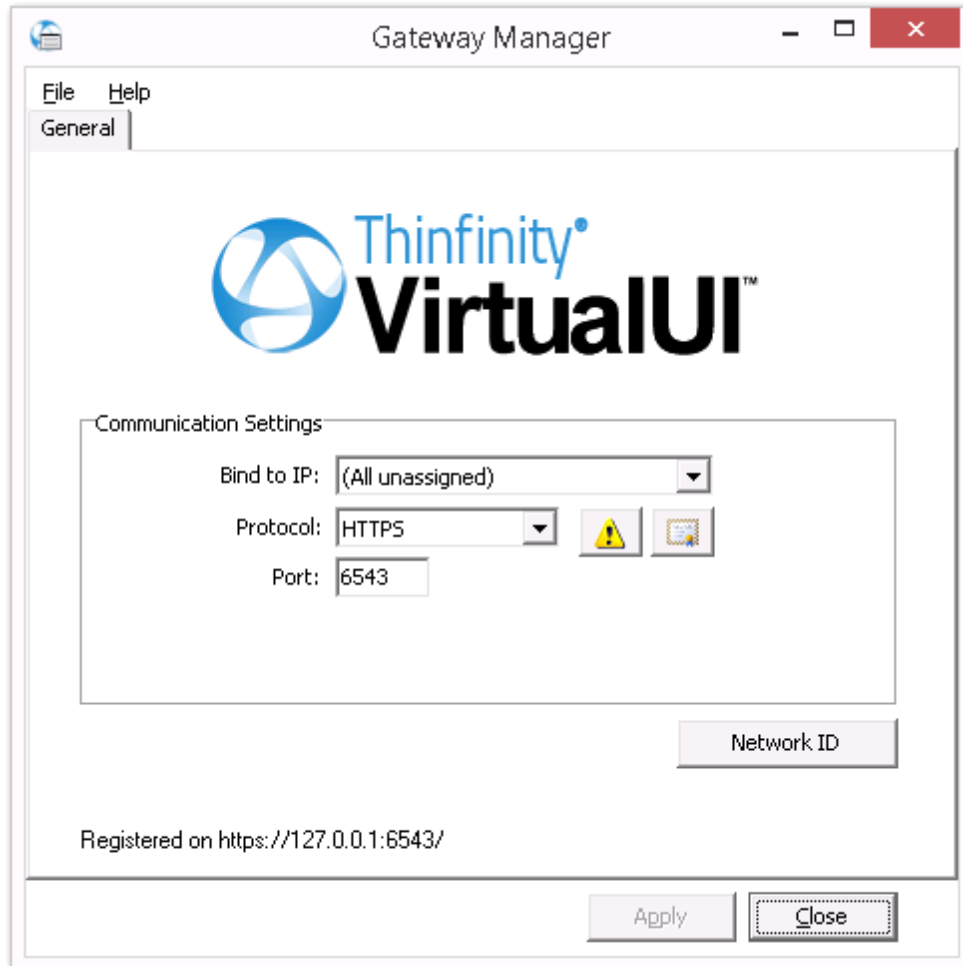 Gateway Manager
File Help
General
Thinfinity®
VirtualUI™
Communication Settings
Bind to IP: (All unassigned)
Protocol: HTTPS
Port: 6543
Network ID
Registered on https://127.0.0.1:6543/
Apply Close